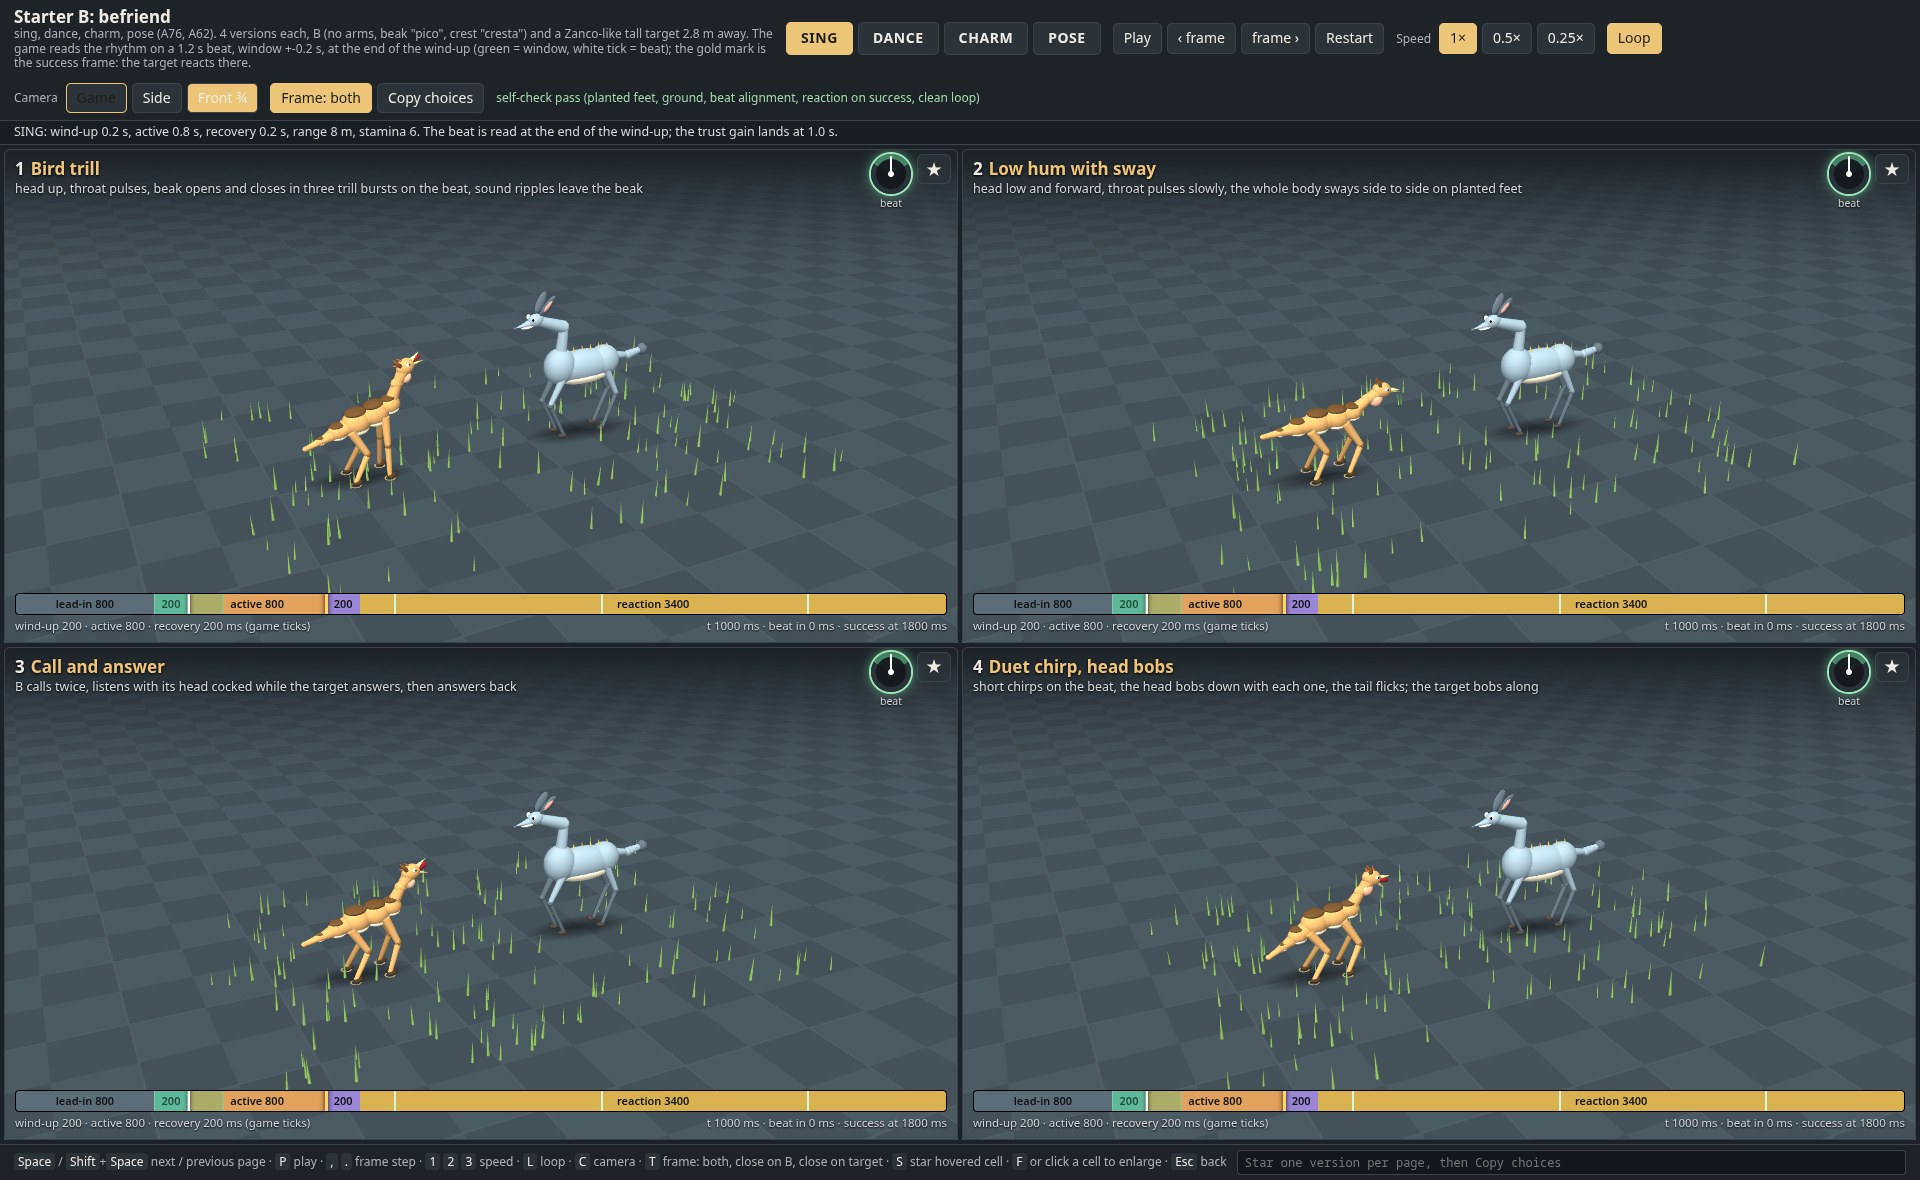 Starter B: befriend
sing, dance, charm, pose (A76, A62). 4 versions each, B (no arms, beak "pico", crest "cresta") and a Zanco-like tall target 2.8 m away. The
game reads the rhythm on a 1.2 s beat, window +-0.2 s, at the end of the wind-up (green = window, white tick = beat); the gold mark is
the success frame: the target reacts there.
SING DANCE CHARM POSE Play ‹ frame frame › Restart Speed 1× 0.5× 0.25× Loop
Camera Game Side Front ¾ Frame: both Copy choices self-check pass (planted feet, ground, beat alignment, reaction on success, clean loop)
SING: wind-up 0.2 s, active 0.8 s, recovery 0.2 s, range 8 m, stamina 6. The beat is read at the end of the wind-up; the trust gain lands at 1.0 s.
1 Bird trill
head up, throat pulses, beak opens and closes in three trill bursts on the beat, sound ripples leave the beak
★
beat
lead-in 800 200 active 800 200 reaction 3400
wind-up 200 · active 800 · recovery 200 ms (game ticks) t 1000 ms · beat in 0 ms · success at 1800 ms
2 Low hum with sway
head low and forward, throat pulses slowly, the whole body sways side to side on planted feet
★
beat
lead-in 800 200 active 800 200 reaction 3400
wind-up 200 · active 800 · recovery 200 ms (game ticks) t 1000 ms · beat in 0 ms · success at 1800 ms
3 Call and answer
B calls twice, listens with its head cocked while the target answers, then answers back
★
beat
lead-in 800 200 active 800 200 reaction 3400
wind-up 200 · active 800 · recovery 200 ms (game ticks) t 1000 ms · beat in 0 ms · success at 1800 ms
4 Duet chirp, head bobs
short chirps on the beat, the head bobs down with each one, the tail flicks; the target bobs along
★
beat
lead-in 800 200 active 800 200 reaction 3400
wind-up 200 · active 800 · recovery 200 ms (game ticks) t 1000 ms · beat in 0 ms · success at 1800 ms
Space / Shift+Space next / previous page · P play · , . frame step · 1 2 3 speed · L loop · C camera · T frame: both, close on B, close on target · S star hovered cell · F or click a cell to enlarge · Esc back Star one version per page, then Copy choices